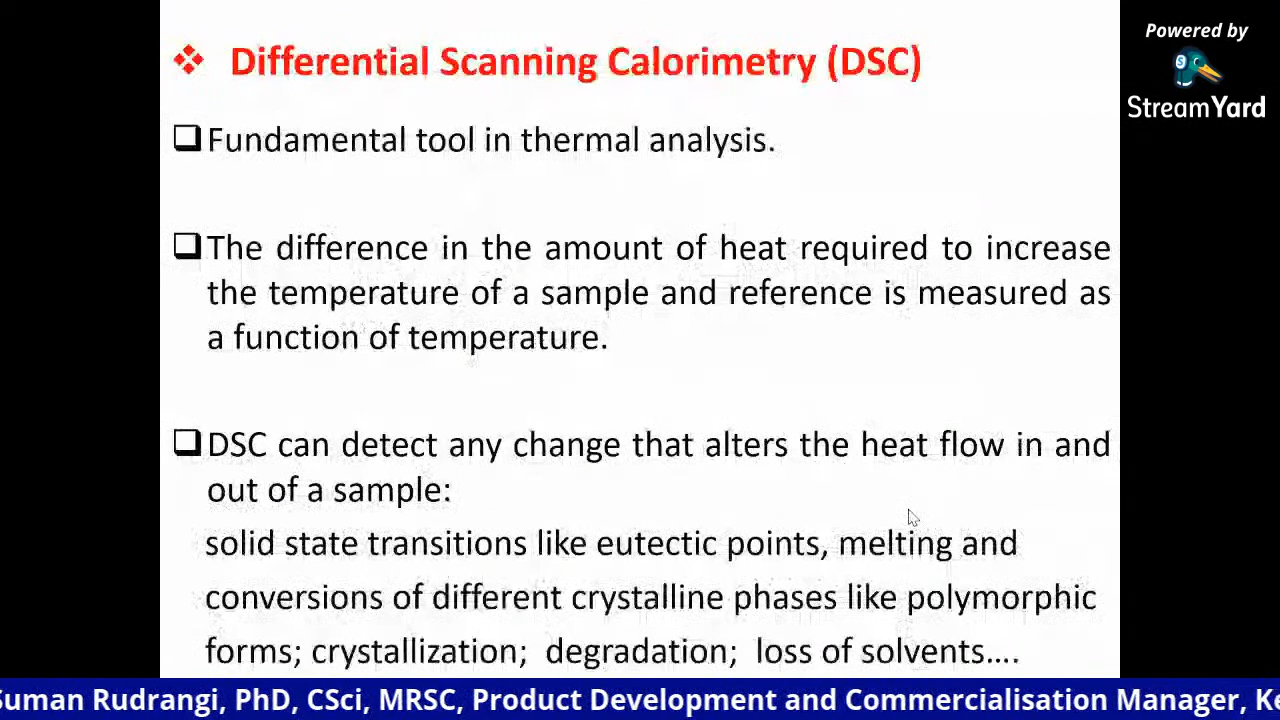 Powered by
StreamYard
Differential Scanning Calorimetry (DSC)
Fundamental tool in thermal analysis.
The difference in the amount of heat required to increase
the temperature of a sample and reference is measured as
a function of temperature.
DSC can detect any change that alters the heat flow in and
out of a sample:
solid state transitions like eutectic points, melting and
conversions of different crystalline phases like polymorphic
forms; crystallization; degradation; loss of solvents....
Suman Rudrangi, PhD, CSci, MRSC, Product Development and Commercialisation Manager,